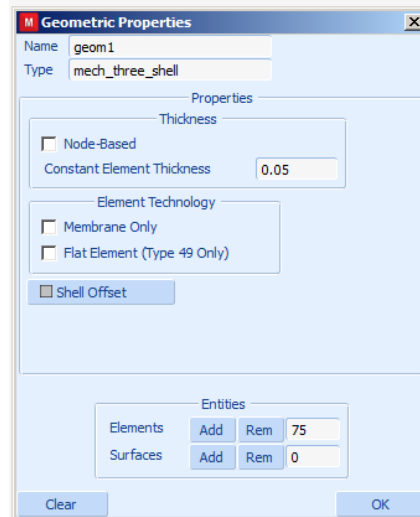 M Geometric Properties
Name geom1
Type mech_three_shell
Properties
Thickness
Node-Based
Constant Element Thickness 0.05
Element Technology
Membrane Only
Flat Element (Type 49 Only)
Shell Offset
Entities
Elements Add Rem 75
Surfaces Add Rem 0
Clear OK